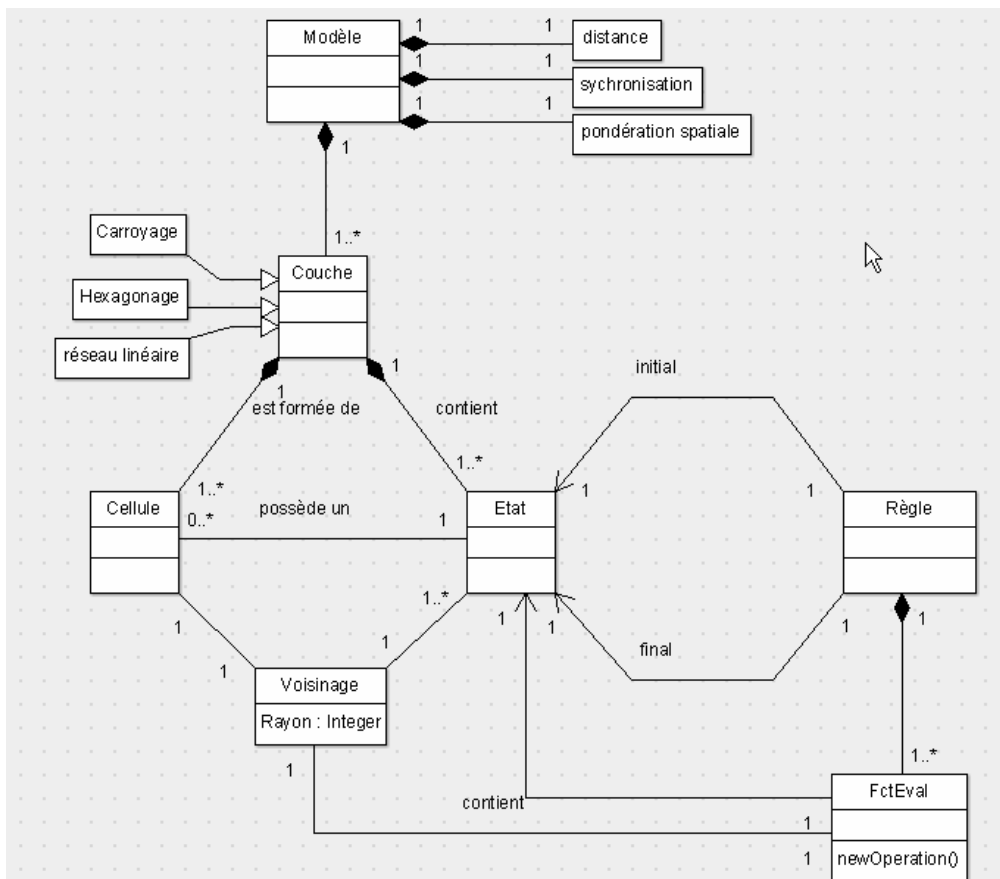 Modèle
1
1
distance
1
1
sychronisation
1
1
pondération spatiale
1
1..*
Carroyage
Couche
Hexagonage
réseau linéaire
1
1
initial
est formée de
contient
1..*
1..*
1
1
Cellule
0..*
possède un
1
Etat
Règle
1..*
1
1
1
1
1
1
1
final
Voisinage
Rayon : Integer
1
1..*
contient
FctEval
1
1
newOperation()